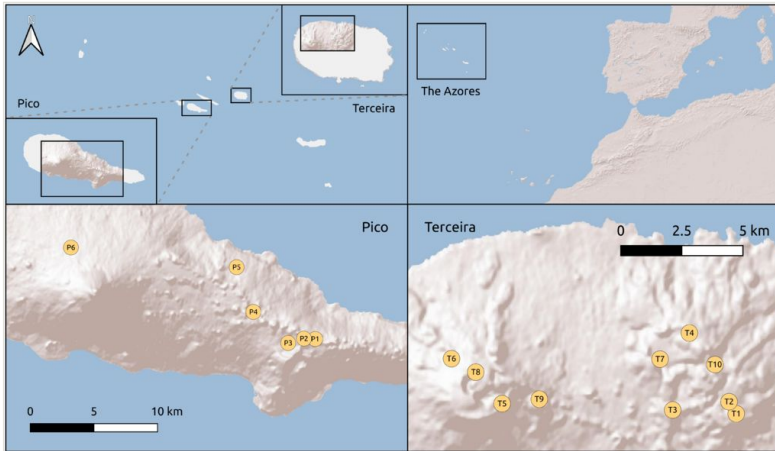 Pico
Terceira
The Azores
Pico
P6
P5
P4
P3
P2
P1
0 5 10 km
Terceira
0 2.5 5 km
T4
T6
T7
T10
T8
T5
T9
T3
T2
T1